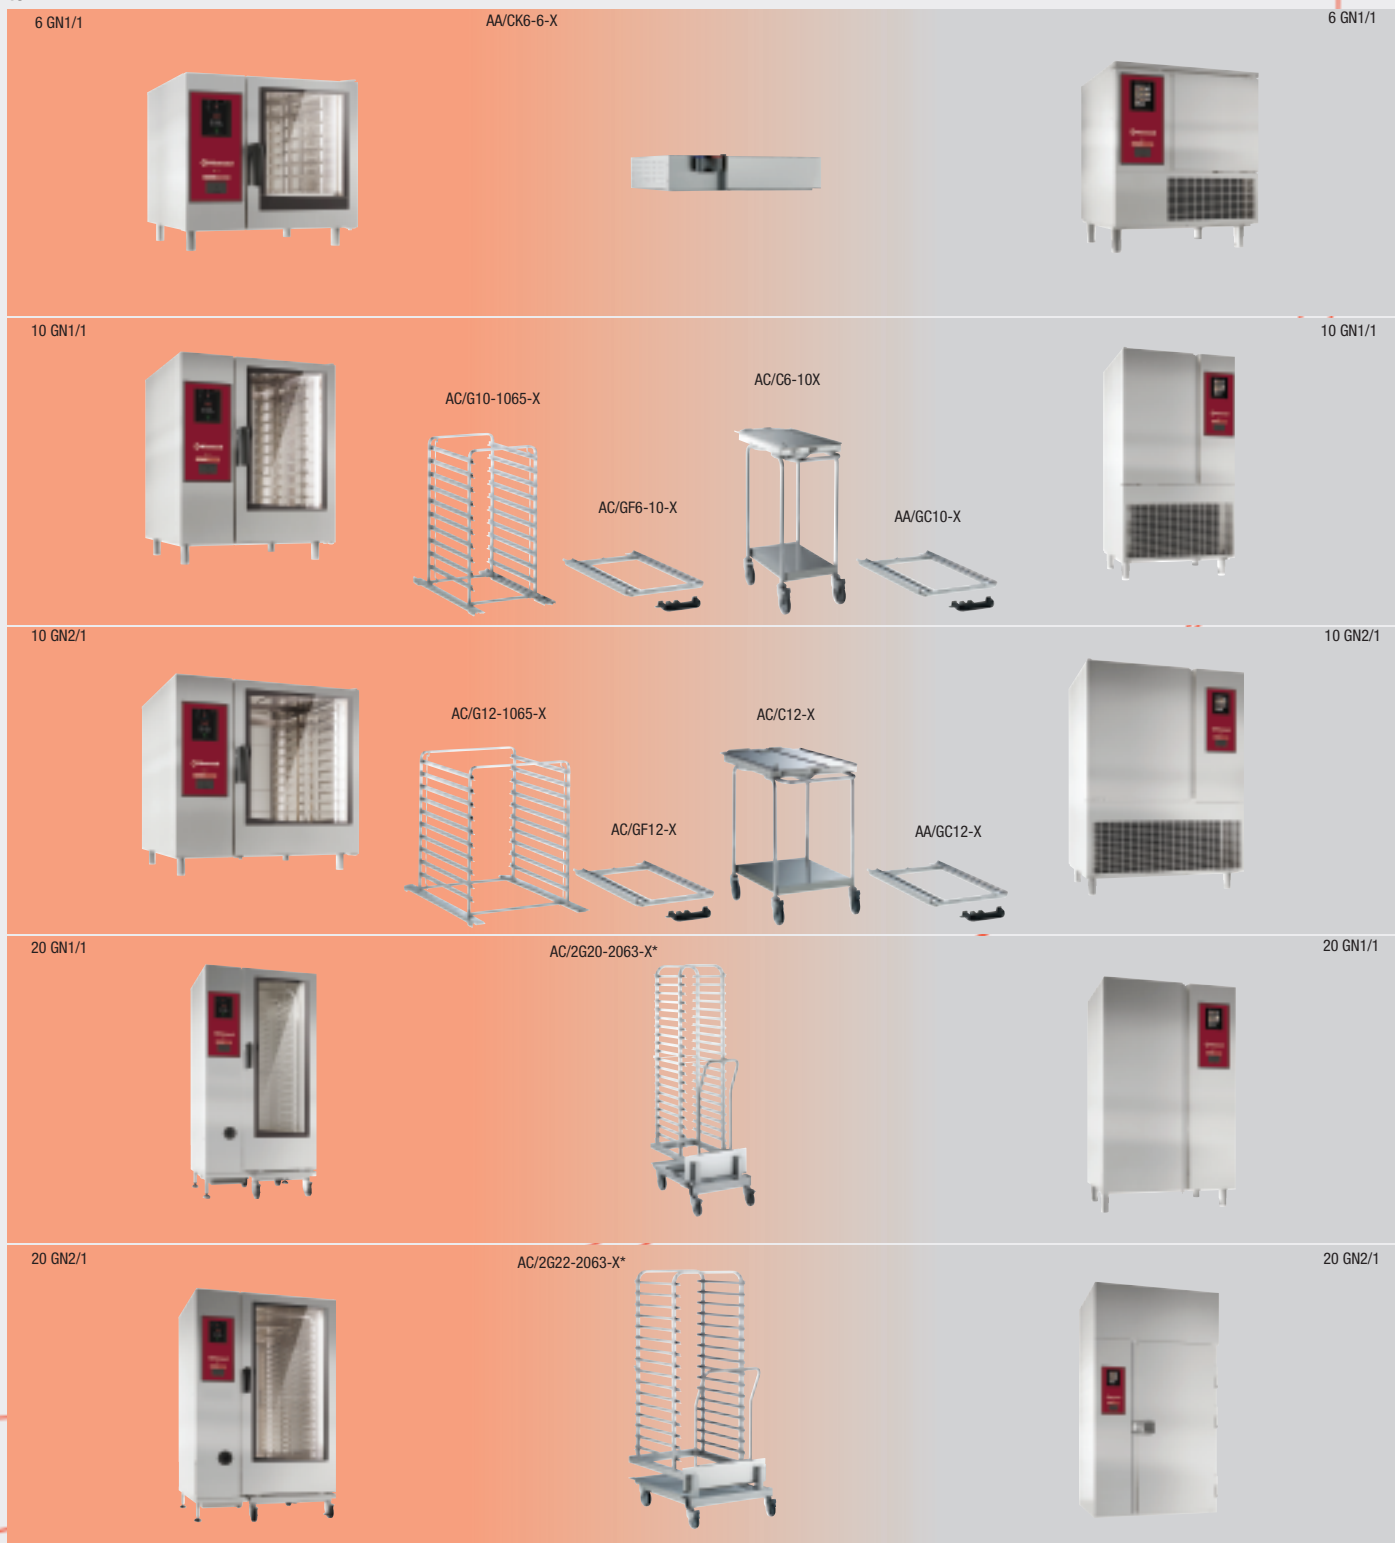 6 GN1/1
AA/CK6-6-X
6 GN1/1
10 GN1/1
10 GN1/1
AC/G10-1065-X
AC/C6-10X
AC/GF6-10-X
AA/GC10-X
10 GN2/1
10 GN2/1
AC/G12-1065-X
AC/C12-X
AC/GF12-X
AA/GC12-X
20 GN1/1
AC/2G20-2063-X*
20 GN1/1
20 GN2/1
AC/2G22-2063-X*
20 GN2/1